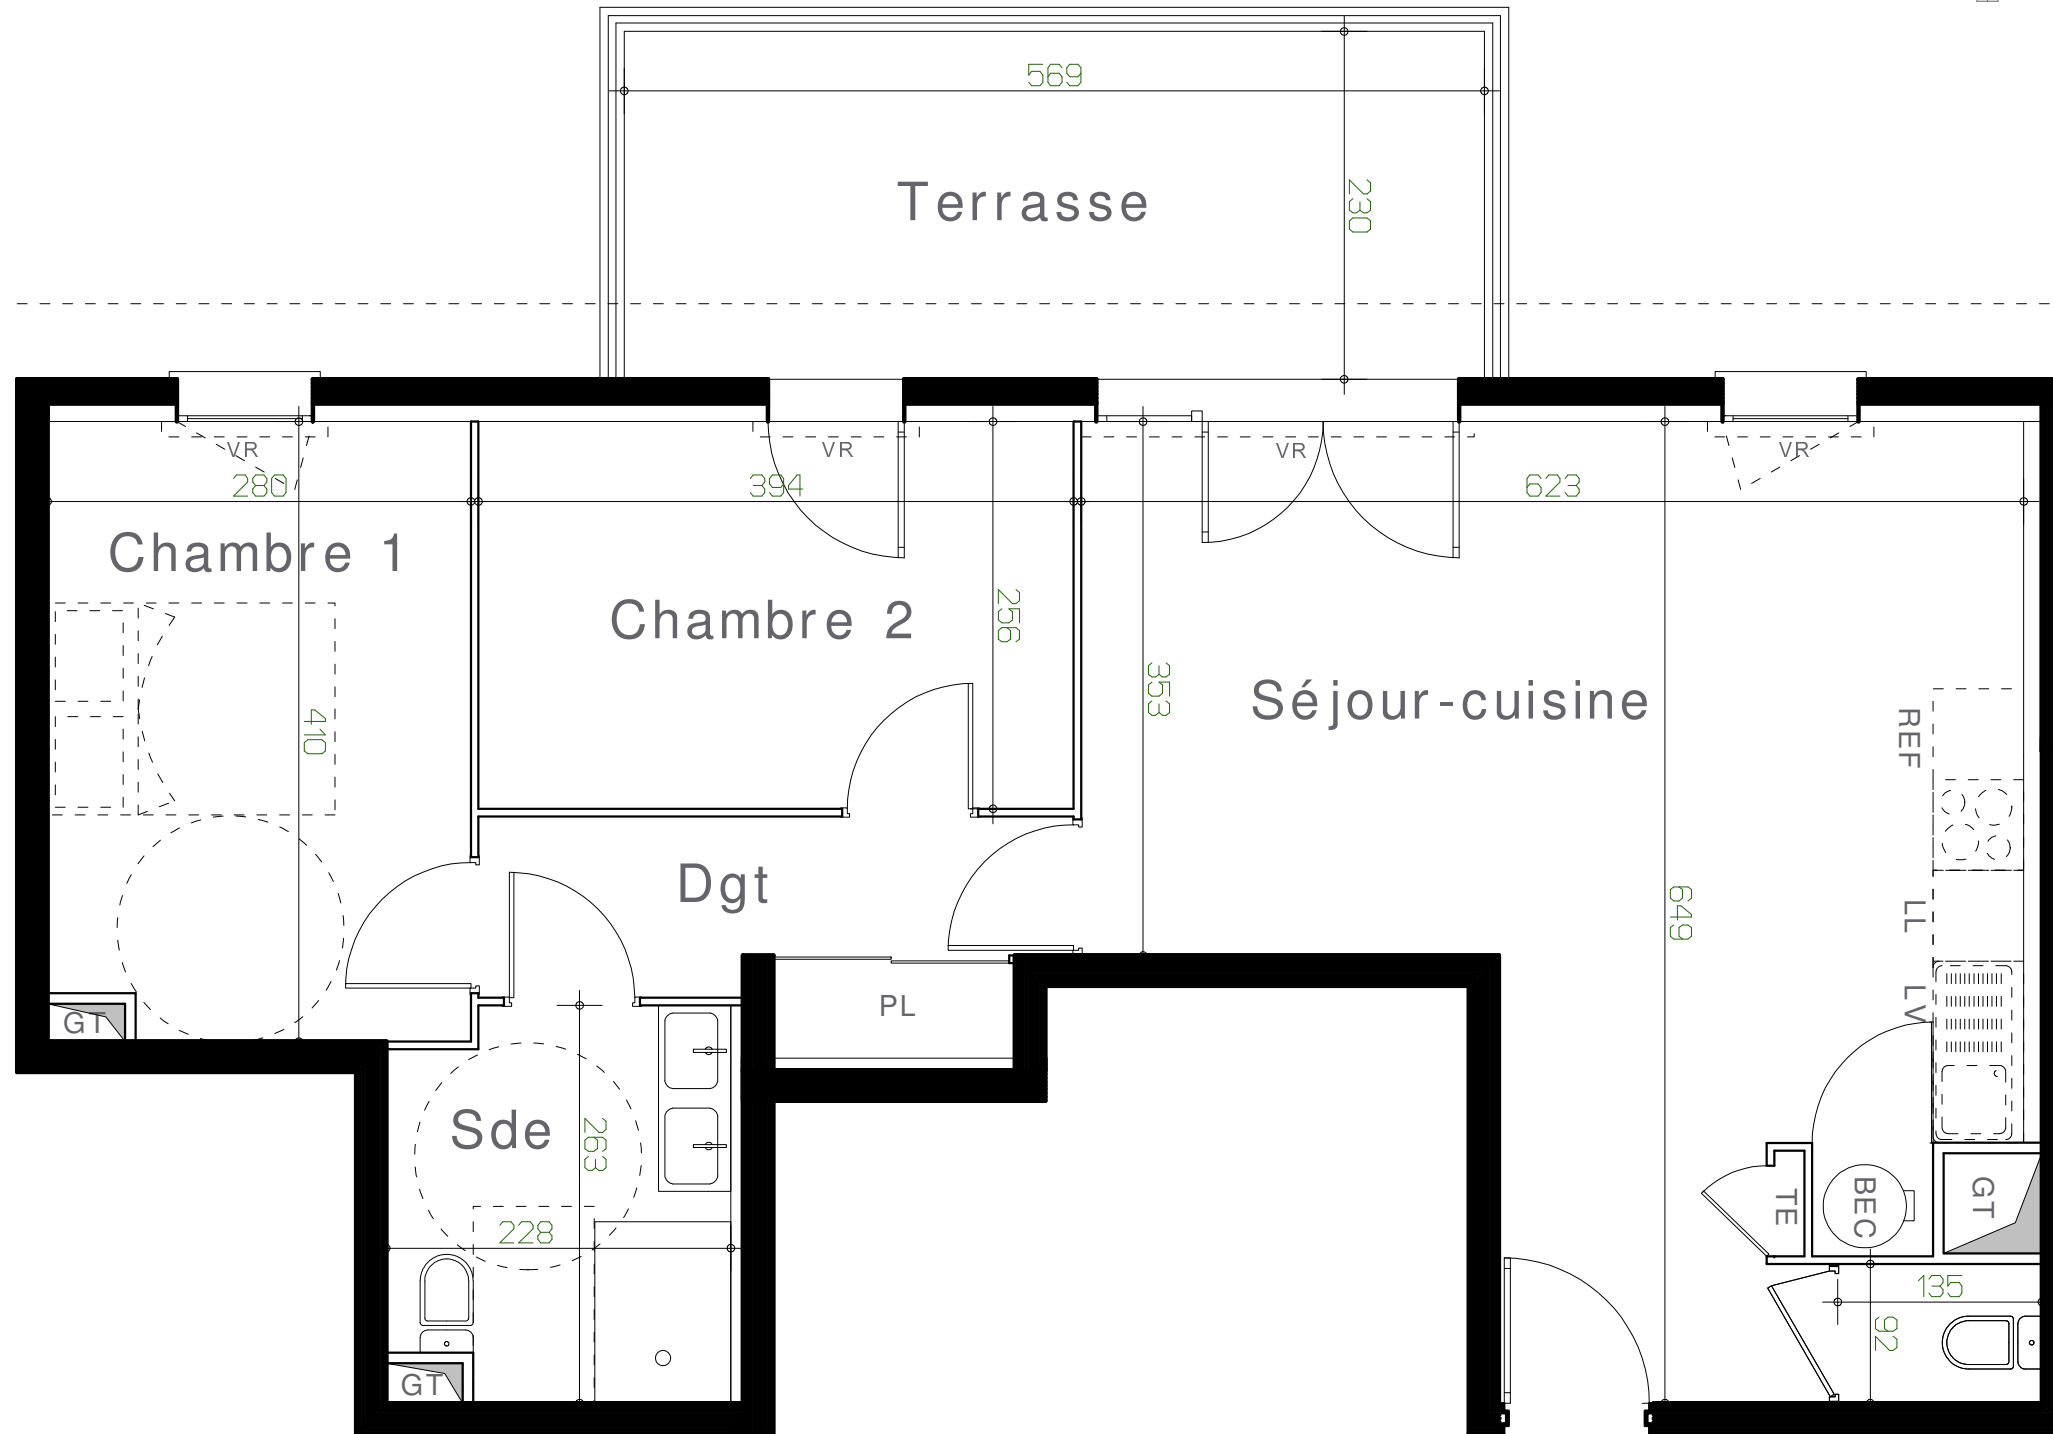 569
Terrasse
230
VR
VR
VR
VR
280
394
623
Chambre 1
Chambre 2
256
353
Séjour-cuisine
410
REF
Dgt
649
LL
LV
GT
PL
Sde
263
TE
BEC
GT
228
135
92
GT